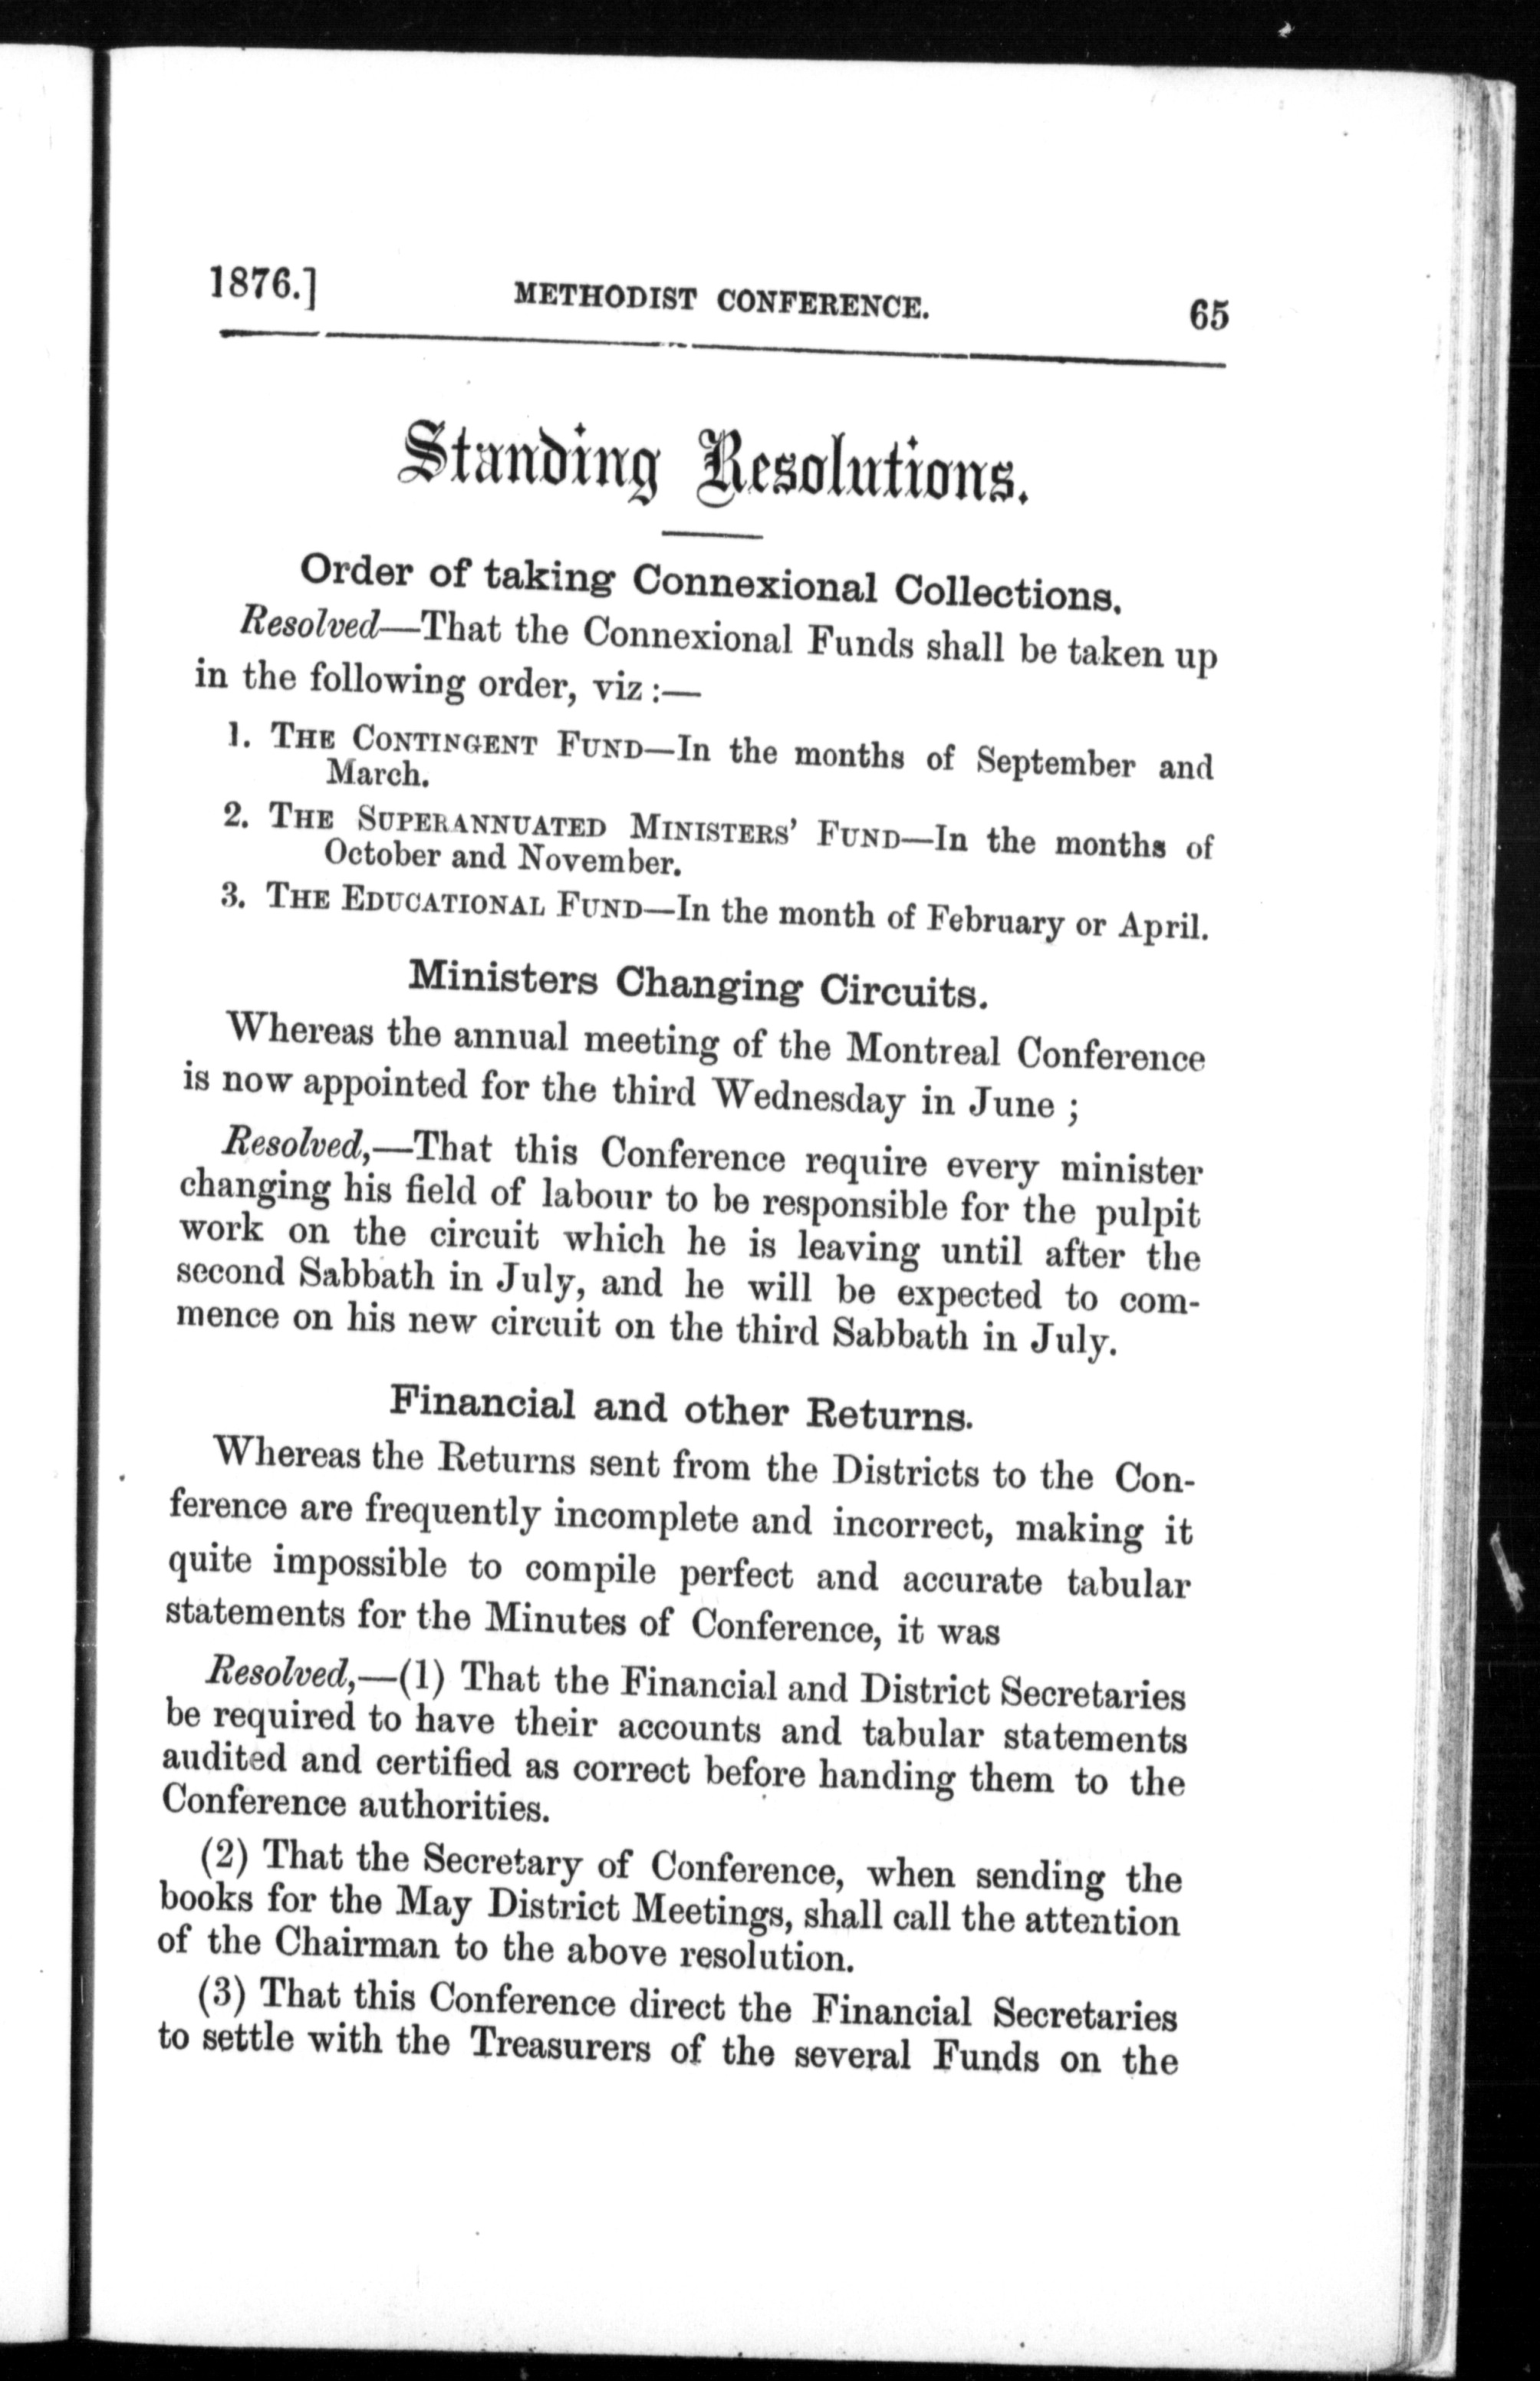 1876.] METHODIST CONFERENCE. 65
Standing Resolutions.
Order of taking Connexional Collections.
Resolved—That the Connexional Funds shall be taken up
in the following order, viz :—
1. THE CONTINGENT FUND—In the months of September and
March.
2. THE SUPERANNUATED MINISTERS' FUND—In the months of
October and November.
3. THE EDUCATIONAL FUND—In the month of February or April.
Ministers Changing Circuits.
Whereas the annual meeting of the Montreal Conference
is now appointed for the third Wednesday in June ;
Resolved,—That this Conference require every minister
changing his field of labour to be responsible for the pulpit
work on the circuit which he is leaving until after the
second Sabbath in July, and he will be expected to com-
mence on his new circuit on the third Sabbath in July.
Financial and other Returns.
Whereas the Returns sent from the Districts to the Con-
ference are frequently incomplete and incorrect, making it
quite impossible to compile perfect and accurate tabular
statements for the Minutes of Conference, it was
Resolved,—(1) That the Financial and District Secretaries
be required to have their accounts and tabular statements
audited and certified as correct before handing them to the
Conference authorities.
(2) That the Secretary of Conference, when sending the
books for the May District Meetings, shall call the attention
of the Chairman to the above resolution.
(3) That this Conference direct the Financial Secretaries
to settle with the Treasurers of the several Funds on the